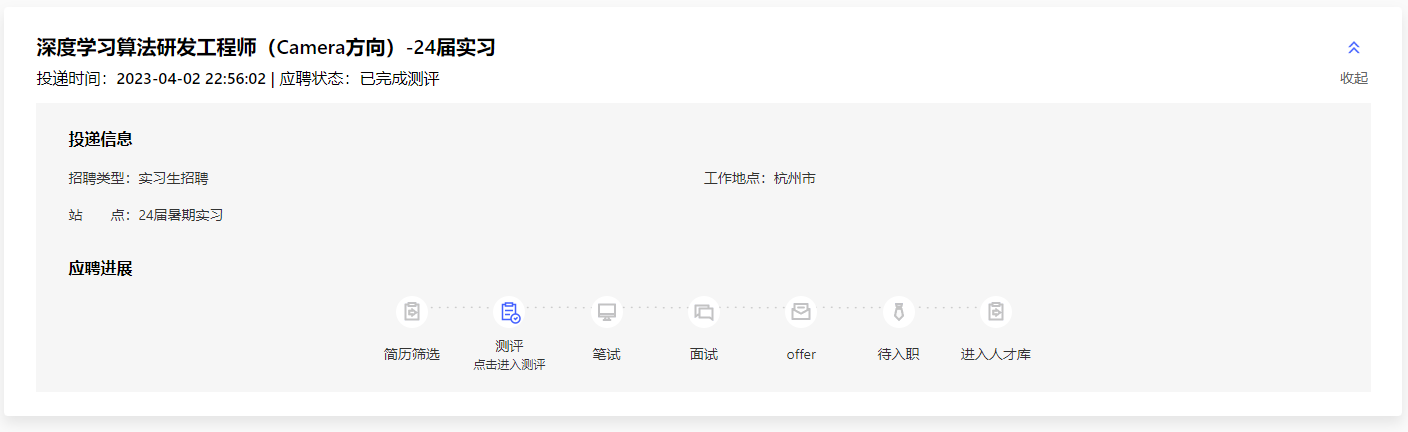 深度学习算法研发工程师（Camera方向）-24届实习
投递时间：2023-04-02 22:56:02 | 应聘状态：已完成测评
收起
投递信息
招聘类型：实习生招聘
工作地点：杭州市
站　　点：24届暑期实习
应聘进展
简历筛选
测评
点击进入测评
笔试
面试
offer
待入职
进入人才库